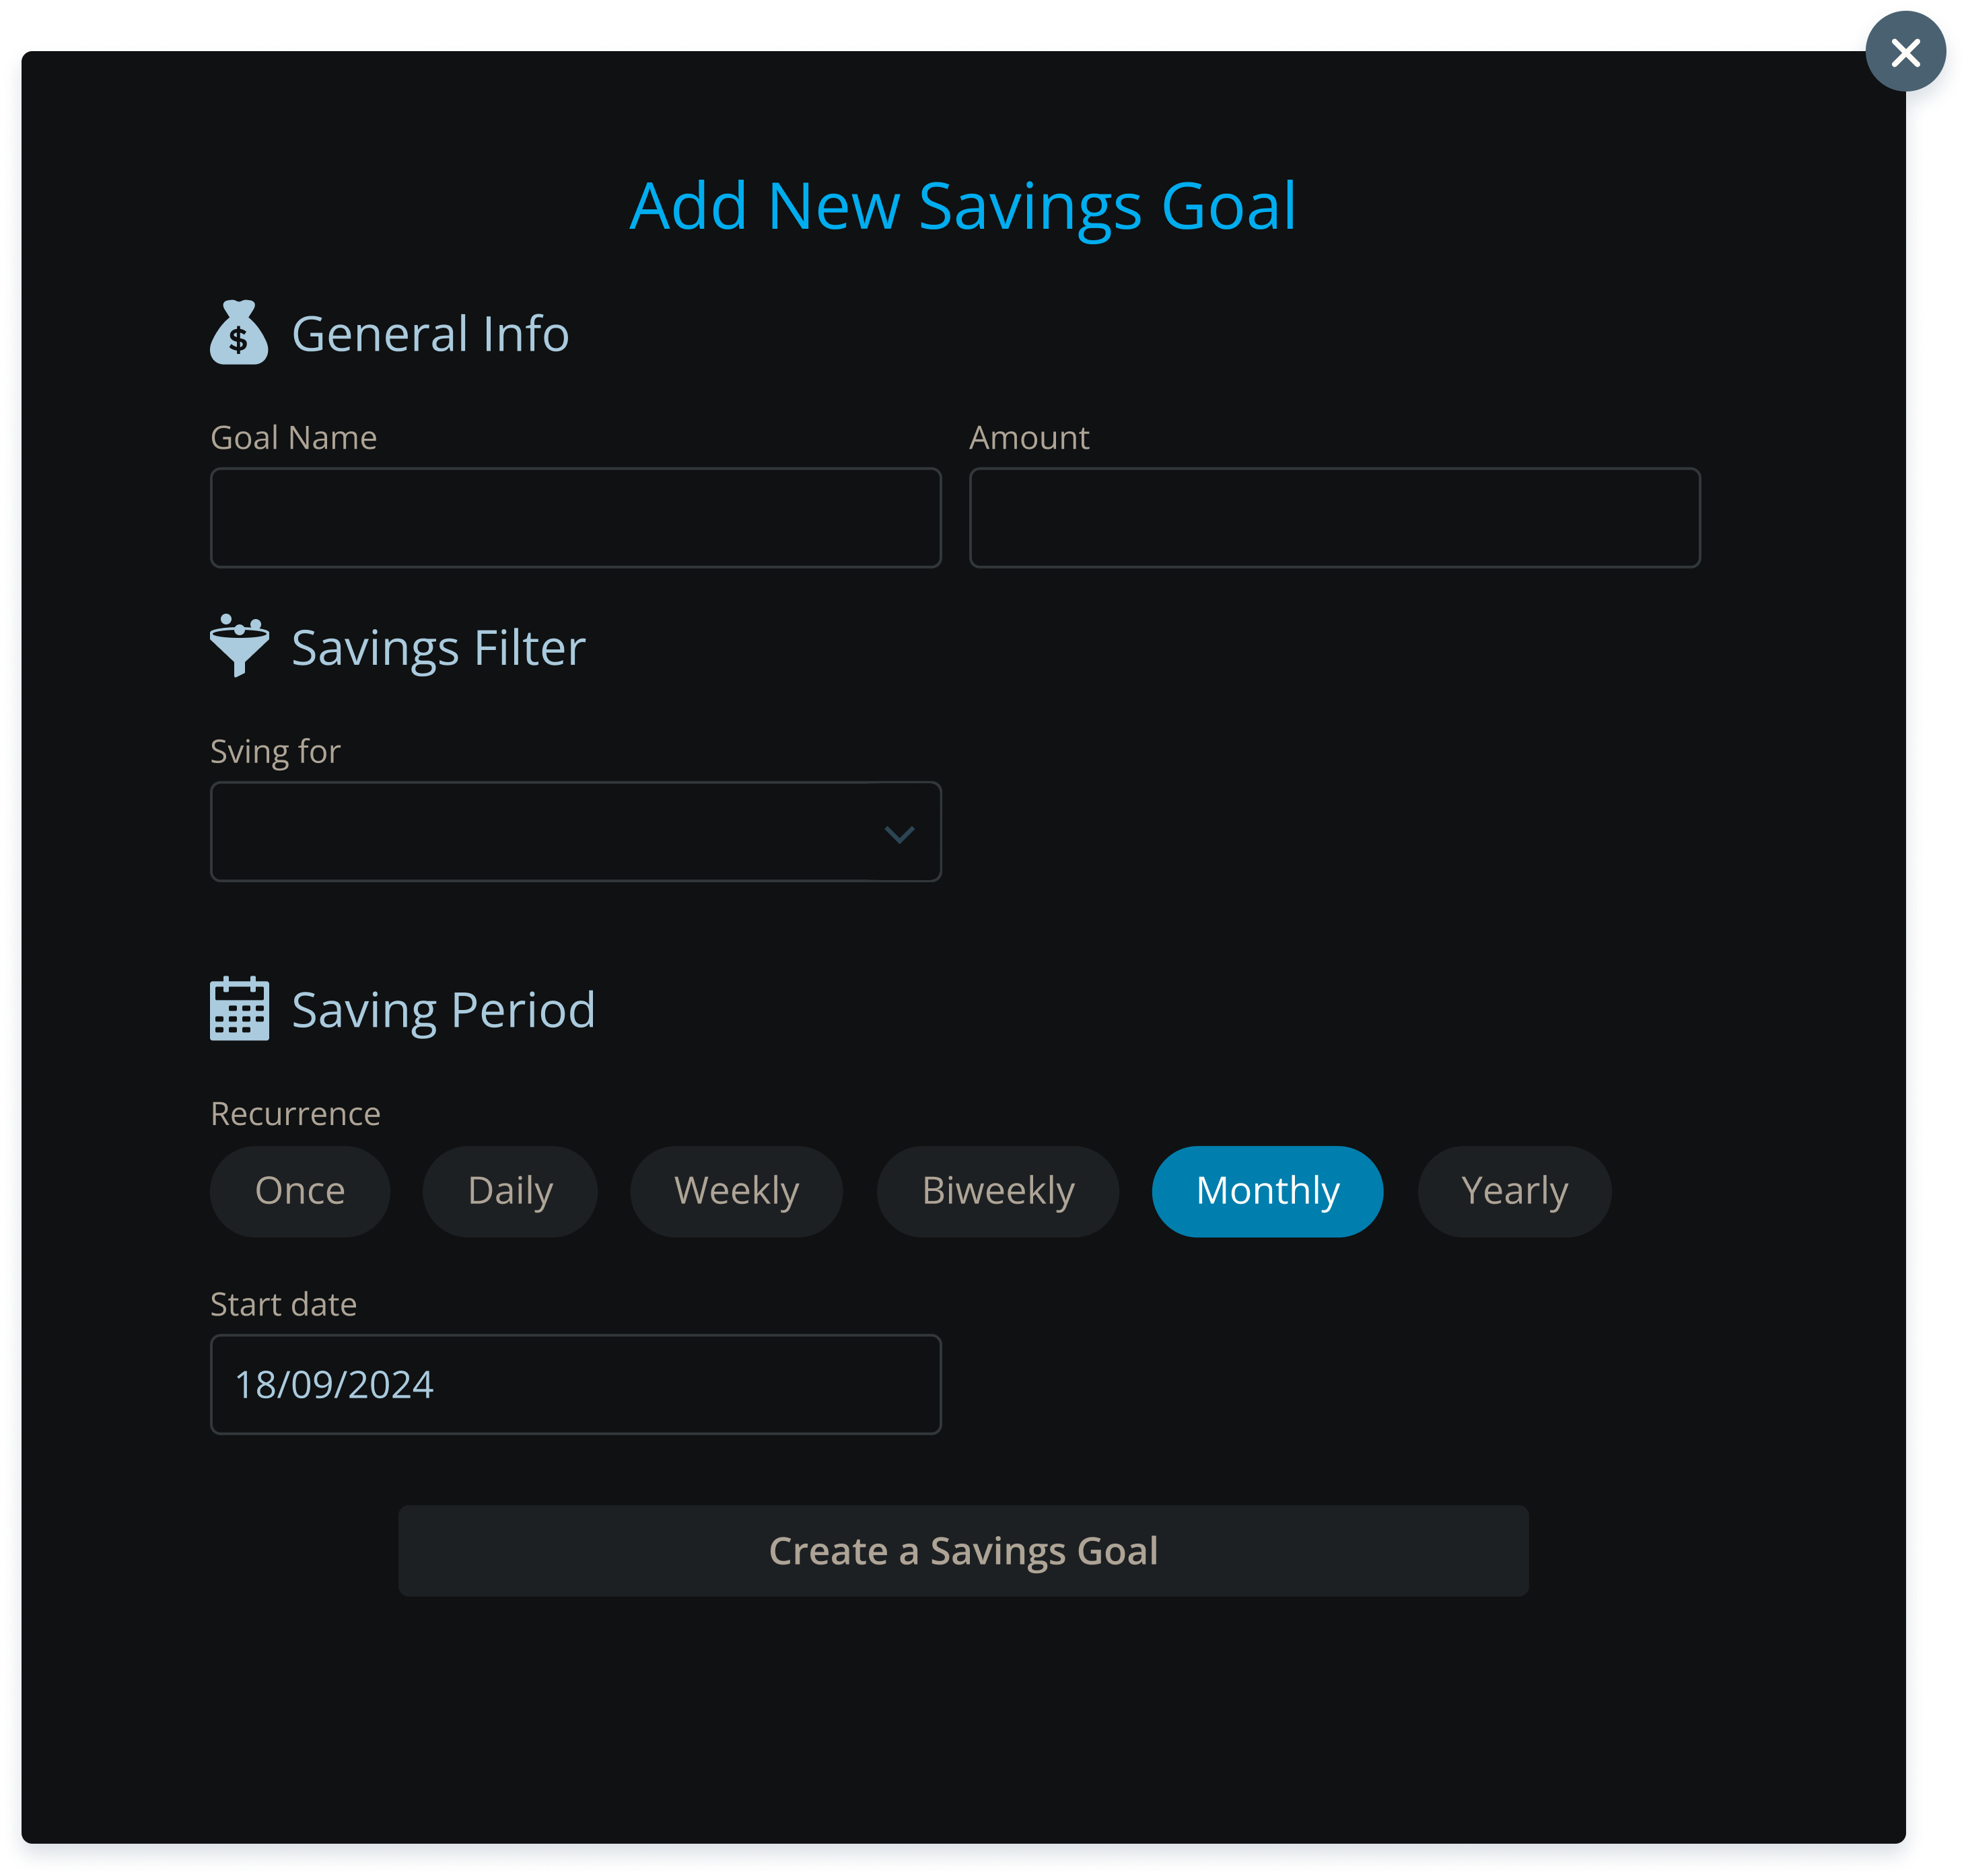 Add New Savings Goal
General Info
Goal Name Amount
Savings Filter
Sving for
Saving Period
Recurrence
Once Daily Weekly Biweekly Monthly Yearly
Start date
18/09/2024
Create a Savings Goal